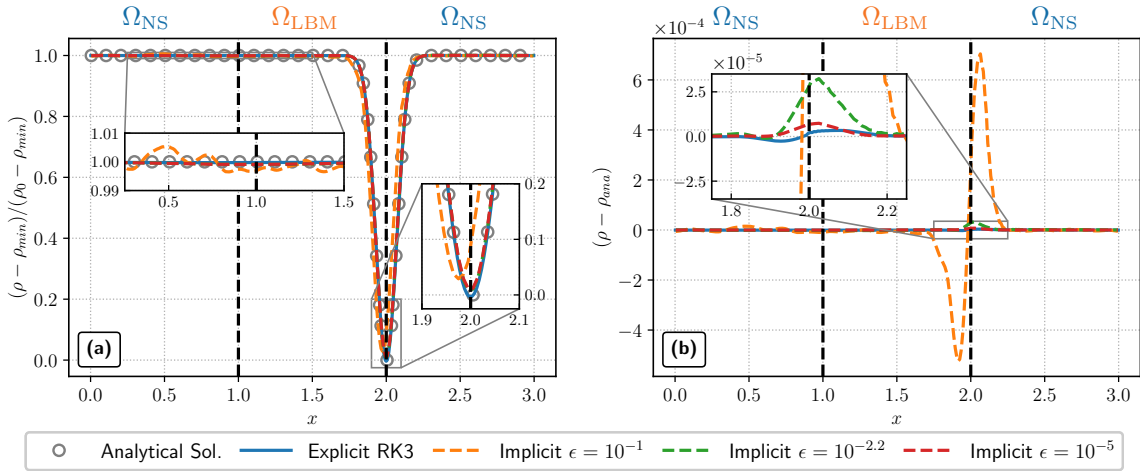 Ω_NS Ω_LBM Ω_NS
1.0
0.8
0.6
0.4
0.2
0.0
(ρ − ρ_min)/(ρ_0 − ρ_min)
1.01
1.00
0.99
0.5 1.0 1.5
0.2
0.1
0.0
1.9 2.0 2.1
(a)
0.0 0.5 1.0 1.5 2.0 2.5 3.0
x
Ω_NS Ω_LBM Ω_NS
×10⁻⁴
6
4
2
0
−2
−4
(ρ − ρ_ana)
×10⁻⁵
2.5
0.0
−2.5
1.8 2.0 2.2
(b)
0.0 0.5 1.0 1.5 2.0 2.5 3.0
x
Analytical Sol. Explicit RK3 Implicit ϵ = 10⁻¹ Implicit ϵ = 10⁻²·² Implicit ϵ = 10⁻⁵